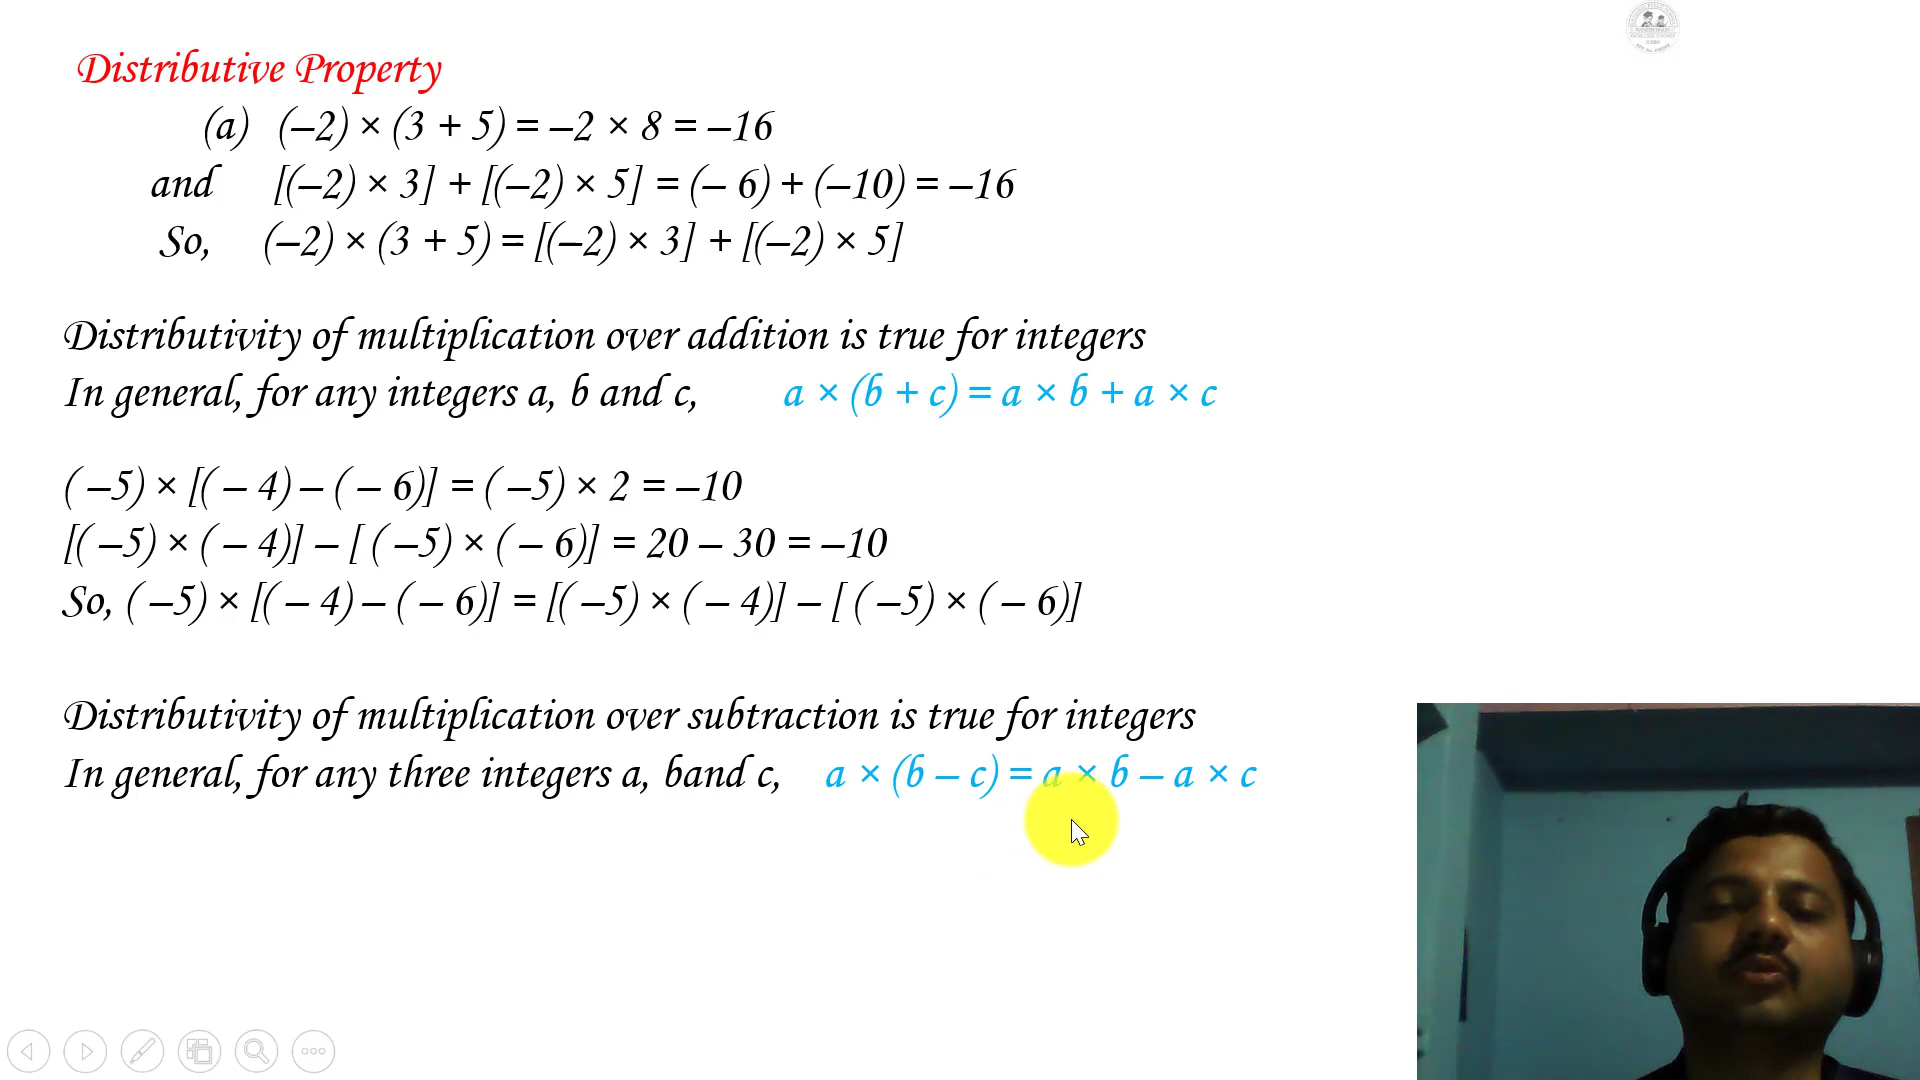 Distributive Property
(a) (–2) × (3 + 5) = –2 × 8 = –16
and [(–2) × 3] + [(–2) × 5] = (– 6) + (–10) = –16
So, (–2) × (3 + 5) = [(–2) × 3] + [(–2) × 5]
Distributivity of multiplication over addition is true for integers
In general, for any integers a, b and c, a × (b + c) = a × b + a × c
( –5) × [( – 4) – ( – 6)] = ( –5) × 2 = –10
[( –5) × ( – 4)] – [ ( –5) × ( – 6)] = 20 – 30 = –10
So, ( –5) × [( – 4) – ( – 6)] = [( –5) × ( – 4)] – [ ( –5) × ( – 6)]
Distributivity of multiplication over subtraction is true for integers
In general, for any three integers a, band c, a × (b – c) = a × b – a × c